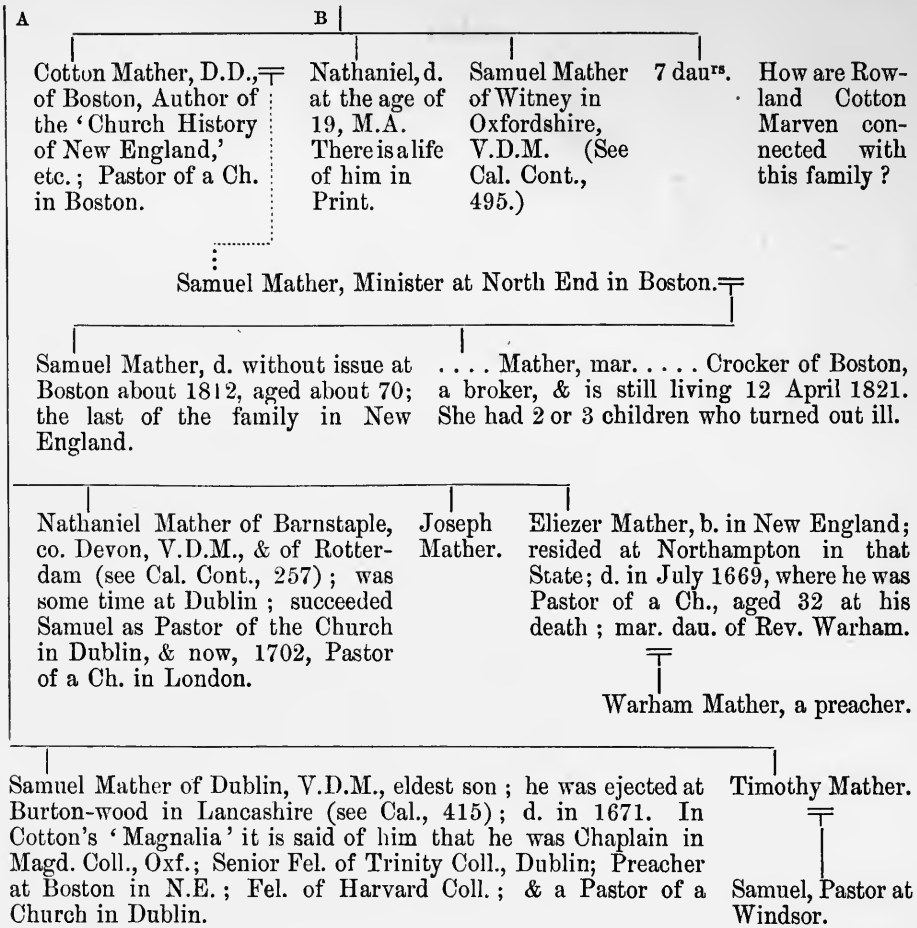 A
B
Cotton Mather, D.D.,
of Boston, Author of
the ‘Church History
of New England,’
etc.; Pastor of a Ch.
in Boston.
Nathaniel, d.
at the age of
19, M.A.
There is a life
of him in
Print.
Samuel Mather
of Witney in
Oxfordshire,
V.D.M. (See
Cal. Cont.,
495.)
7 daurs.
How are Row-
land Cotton
Marven con-
nected with
this family?
Samuel Mather, Minister at North End in Boston.
Samuel Mather, d. without issue at
Boston about 1812, aged about 70;
the last of the family in New
England.
.... Mather, mar..... Crocker of Boston,
a broker, & is still living 12 April 1821.
She had 2 or 3 children who turned out ill.
Nathaniel Mather of Barnstaple,
co. Devon, V.D.M., & of Rotter-
dam (see Cal. Cont., 257); was
some time at Dublin; succeeded
Samuel as Pastor of the Church
in Dublin, & now, 1702, Pastor
of a Ch. in London.
Joseph
Mather.
Eliezer Mather, b. in New England;
resided at Northampton in that
State; d. in July 1669, where he was
Pastor of a Ch., aged 32 at his
death; mar. dau. of Rev. Warham.
Warham Mather, a preacher.
Samuel Mather of Dublin, V.D.M., eldest son; he was ejected at
Burton-wood in Lancashire (see Cal., 415); d. in 1671. In
Cotton's ‘Magnalia’ it is said of him that he was Chaplain in
Magd. Coll., Oxf.; Senior Fel. of Trinity Coll., Dublin; Preacher
at Boston in N.E.; Fel. of Harvard Coll.; & a Pastor of a
Church in Dublin.
Timothy Mather.
Samuel, Pastor at
Windsor.